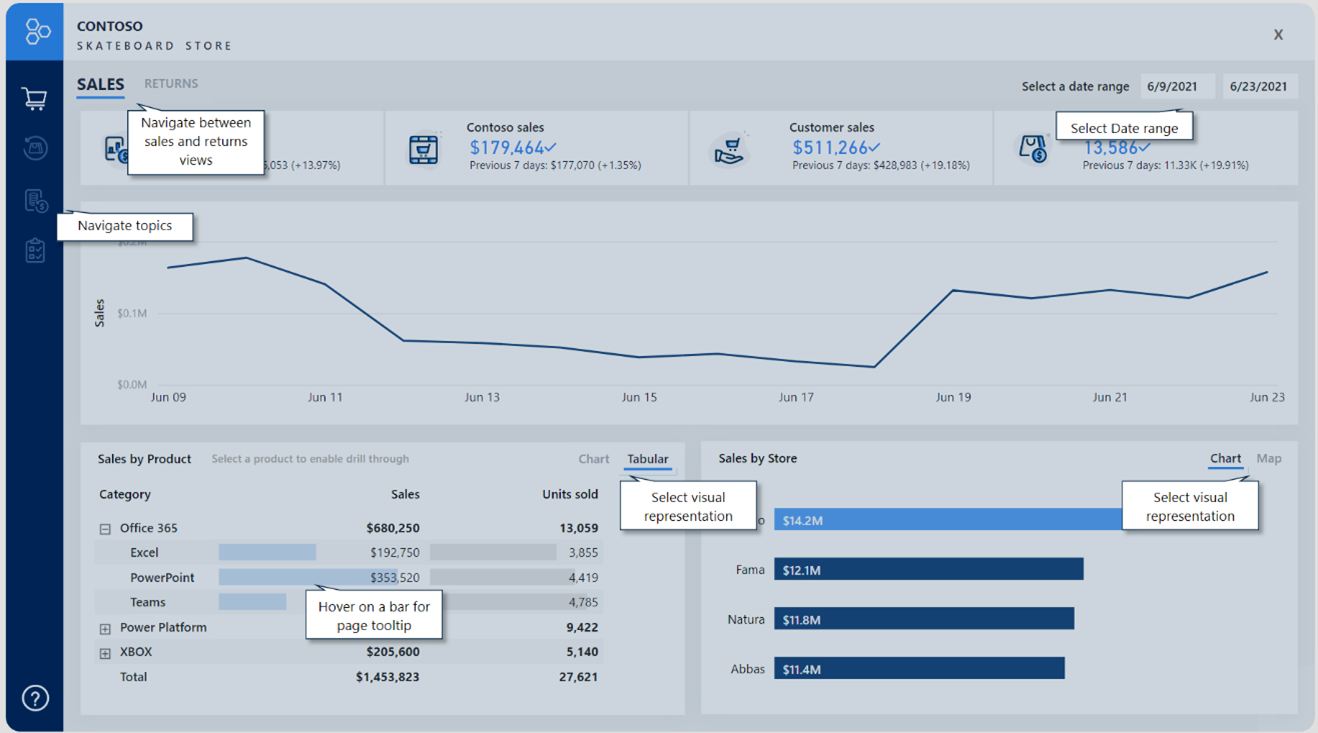 CONTOSO
SKATEBOARD STORE
X
SALES
RETURNS
Select a date range
6/9/2021
6/23/2021
Navigate between
sales and returns
views
(+13.97%)
Contoso sales
$179,464
Previous 7 days: $177,070 (+1.35%)
Customer sales
$511,266
Previous 7 days: $428,983 (+19.18%)
Select Date range
13,586
Previous 7 days: 11.33K (+19.91%)
Navigate topics
Sales
$0.1M
$0.0M
Jun 09
Jun 11
Jun 13
Jun 15
Jun 17
Jun 19
Jun 21
Jun 23
Sales by Product
Select a product to enable drill through
Chart
Tabular
Select visual
representation
Category Sales Units sold
Office 365 $680,250 13,059
Excel $192,750 3,855
PowerPoint $353,520 4,419
Teams 4,785
Hover on a bar for
page tooltip
Power Platform 9,422
XBOX $205,600 5,140
Total $1,453,823 27,621
Sales by Store
Chart
Map
Select visual
representation
$14.2M
Fama $12.1M
Natura $11.8M
Abbas $11.4M
?